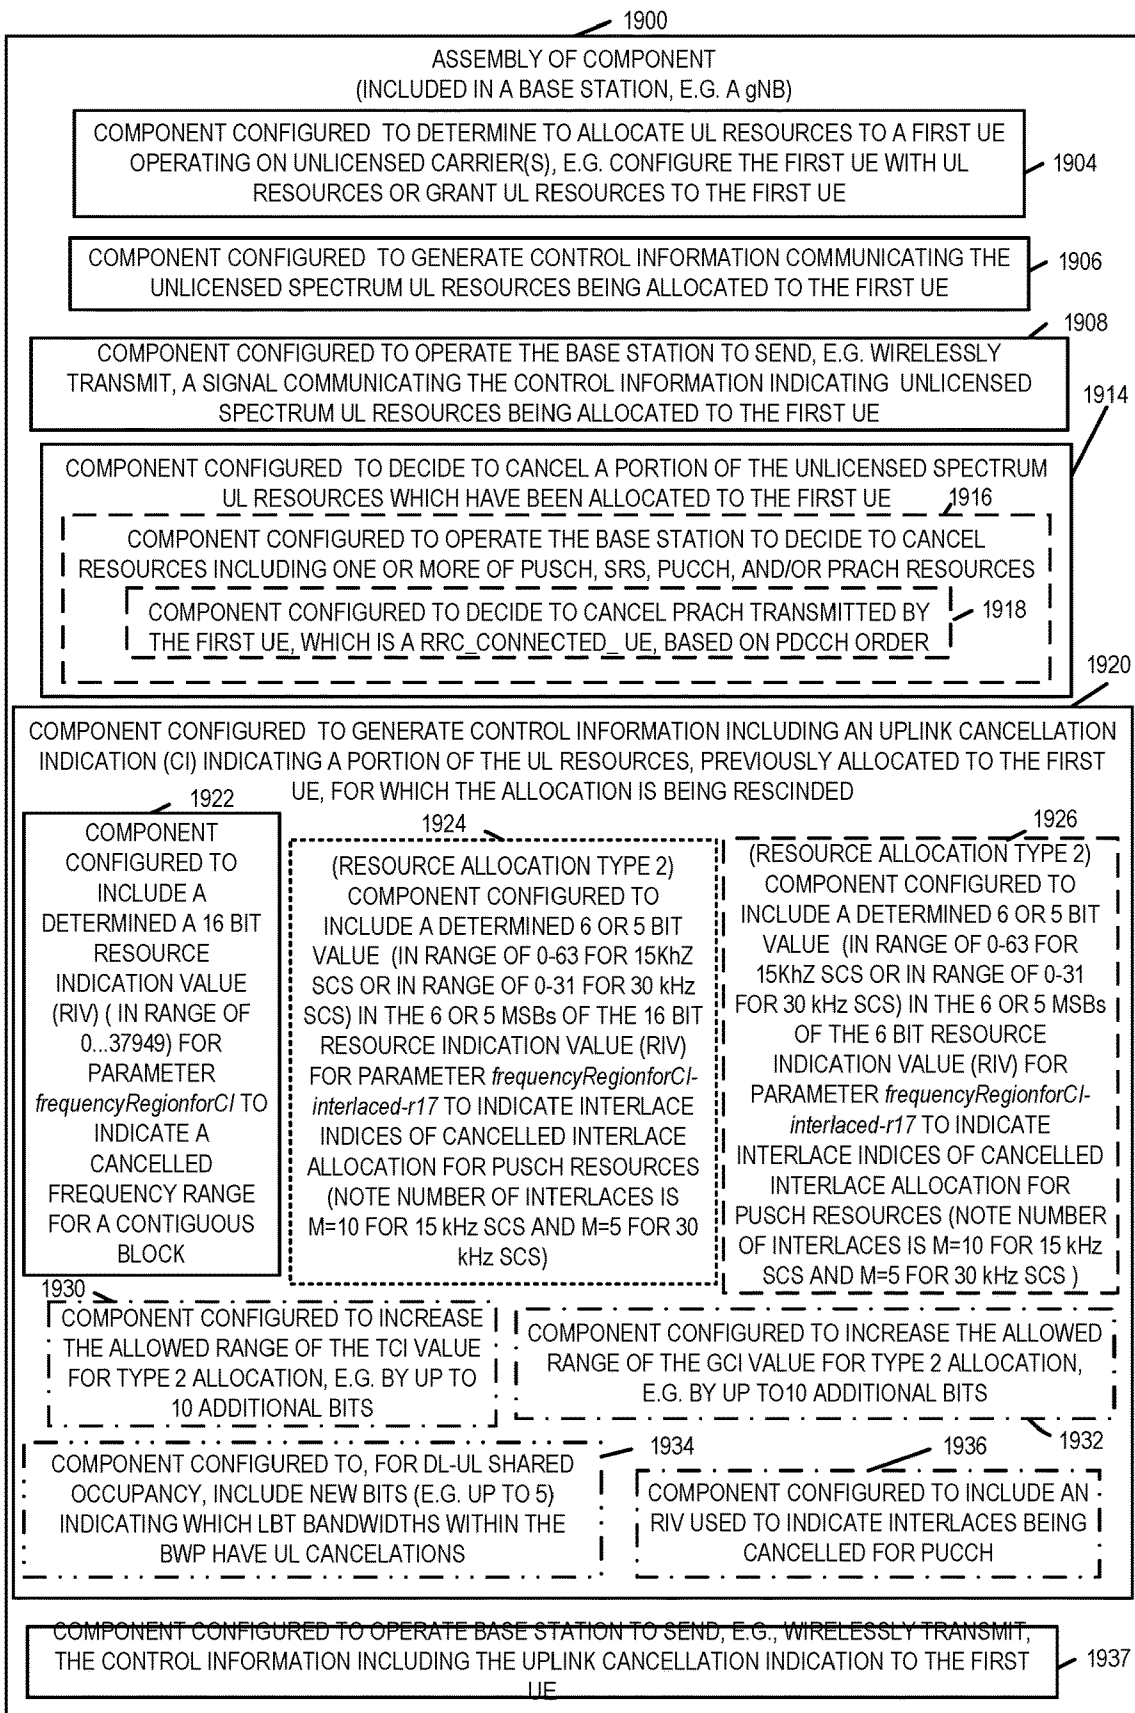 1900
ASSEMBLY OF COMPONENT
(INCLUDED IN A BASE STATION, E.G. A gNB)
COMPONENT CONFIGURED TO DETERMINE TO ALLOCATE UL RESOURCES TO A FIRST UE
OPERATING ON UNLICENSED CARRIER(S), E.G. CONFIGURE THE FIRST UE WITH UL
RESOURCES OR GRANT UL RESOURCES TO THE FIRST UE
1904
COMPONENT CONFIGURED TO GENERATE CONTROL INFORMATION COMMUNICATING THE
UNLICENSED SPECTRUM UL RESOURCES BEING ALLOCATED TO THE FIRST UE
1906
1908
COMPONENT CONFIGURED TO OPERATE THE BASE STATION TO SEND, E.G. WIRELESSLY
TRANSMIT, A SIGNAL COMMUNICATING THE CONTROL INFORMATION INDICATING UNLICENSED
SPECTRUM UL RESOURCES BEING ALLOCATED TO THE FIRST UE
1914
COMPONENT CONFIGURED TO DECIDE TO CANCEL A PORTION OF THE UNLICENSED SPECTRUM
UL RESOURCES WHICH HAVE BEEN ALLOCATED TO THE FIRST UE
1916
COMPONENT CONFIGURED TO OPERATE THE BASE STATION TO DECIDE TO CANCEL
RESOURCES INCLUDING ONE OR MORE OF PUSCH, SRS, PUCCH, AND/OR PRACH RESOURCES
COMPONENT CONFIGURED TO DECIDE TO CANCEL PRACH TRANSMITTED BY
THE FIRST UE, WHICH IS A RRC_CONNECTED_ UE, BASED ON PDCCH ORDER
1918
1920
COMPONENT CONFIGURED TO GENERATE CONTROL INFORMATION INCLUDING AN UPLINK CANCELLATION
INDICATION (CI) INDICATING A PORTION OF THE UL RESOURCES, PREVIOUSLY ALLOCATED TO THE FIRST
UE, FOR WHICH THE ALLOCATION IS BEING RESCINDED
1922
COMPONENT
CONFIGURED TO
INCLUDE A
DETERMINED A 16 BIT
RESOURCE
INDICATION VALUE
(RIV) ( IN RANGE OF
0...37949) FOR
PARAMETER
frequencyRegionforCI TO
INDICATE A
CANCELLED
FREQUENCY RANGE
FOR A CONTIGUOUS
BLOCK
1924
(RESOURCE ALLOCATION TYPE 2)
COMPONENT CONFIGURED TO
INCLUDE A DETERMINED 6 OR 5 BIT
VALUE (IN RANGE OF 0-63 FOR 15KhZ
SCS OR IN RANGE OF 0-31 FOR 30 kHz
SCS) IN THE 6 OR 5 MSBs OF THE 16 BIT
RESOURCE INDICATION VALUE (RIV)
FOR PARAMETER frequencyRegionforCI-
interlaced-r17 TO INDICATE INTERLACE
INDICES OF CANCELLED INTERLACE
ALLOCATION FOR PUSCH RESOURCES
(NOTE NUMBER OF INTERLACES IS
M=10 FOR 15 kHz SCS AND M=5 FOR 30
kHz SCS)
1926
(RESOURCE ALLOCATION TYPE 2)
COMPONENT CONFIGURED TO
INCLUDE A DETERMINED 6 OR 5 BIT
VALUE (IN RANGE OF 0-63 FOR
15KhZ SCS OR IN RANGE OF 0-31
FOR 30 kHz SCS) IN THE 6 OR 5 MSBs
OF THE 6 BIT RESOURCE
INDICATION VALUE (RIV) FOR
PARAMETER frequencyRegionforCI-
interlaced-r17 TO INDICATE
INTERLACE INDICES OF CANCELLED
INTERLACE ALLOCATION FOR
PUSCH RESOURCES (NOTE NUMBER
OF INTERLACES IS M=10 FOR 15 kHz
SCS AND M=5 FOR 30 kHz SCS )
1930
COMPONENT CONFIGURED TO INCREASE
THE ALLOWED RANGE OF THE TCI VALUE
FOR TYPE 2 ALLOCATION, E.G. BY UP TO
10 ADDITIONAL BITS
COMPONENT CONFIGURED TO INCREASE THE ALLOWED
RANGE OF THE GCI VALUE FOR TYPE 2 ALLOCATION,
E.G. BY UP TO10 ADDITIONAL BITS
1932
1934
COMPONENT CONFIGURED TO, FOR DL-UL SHARED
OCCUPANCY, INCLUDE NEW BITS (E.G. UP TO 5)
INDICATING WHICH LBT BANDWIDTHS WITHIN THE
BWP HAVE UL CANCELATIONS
1936
COMPONENT CONFIGURED TO INCLUDE AN
RIV USED TO INDICATE INTERLACES BEING
CANCELLED FOR PUCCH
COMPONENT CONFIGURED TO OPERATE BASE STATION TO SEND, E.G., WIRELESSLY TRANSMIT,
THE CONTROL INFORMATION INCLUDING THE UPLINK CANCELLATION INDICATION TO THE FIRST
UE
1937